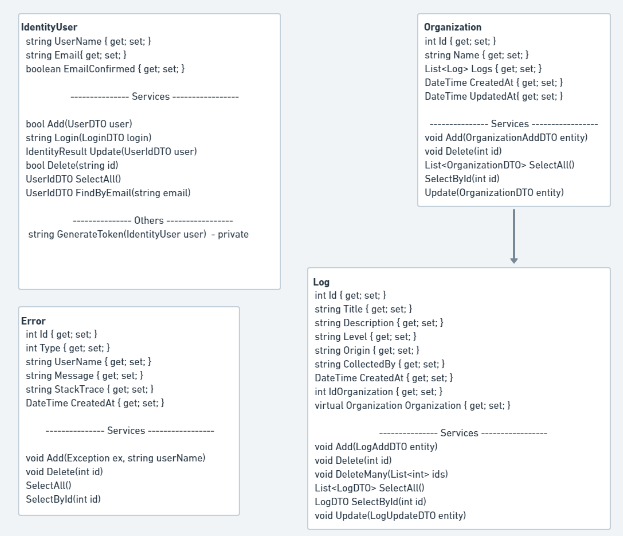 IdentityUser
string UserName { get; set; }
string Email{ get; set; }
boolean EmailConfirmed { get; set; }
--------------- Services -----------------
bool Add(UserDTO user)
string Login(LoginDTO login)
IdentityResult Update(UserIdDTO user)
bool Delete(string id)
UserIdDTO SelectAll()
UserIdDTO FindByEmail(string email)
--------------- Others -----------------
string GenerateToken(IdentityUser user) - private
Organization
int Id { get; set; }
string Name { get; set; }
List<Log> Logs { get; set; }
DateTime CreatedAt { get; set; }
DateTime UpdatedAt{ get; set; }
--------------- Services -----------------
void Add(OrganizationAddDTO entity)
void Delete(int id)
List<OrganizationDTO> SelectAll()
SelectById(int id)
Update(OrganizationDTO entity)
Error
int Id { get; set; }
int Type { get; set; }
string UserName { get; set; }
string Message { get; set; }
string StackTrace { get; set; }
DateTime CreatedAt { get; set; }
--------------- Services -----------------
void Add(Exception ex, string userName)
void Delete(int id)
SelectAll()
SelectById(int id)
Log
int Id { get; set; }
string Title { get; set; }
string Description { get; set; }
string Level { get; set; }
string Origin { get; set; }
string CollectedBy { get; set; }
DateTime CreatedAt { get; set; }
int IdOrganization { get; set; }
virtual Organization Organization { get; set; }
--------------- Services -----------------
void Add(LogAddDTO entity)
void Delete(int id)
void DeleteMany(List<int> ids)
List<LogDTO> SelectAll()
LogDTO SelectById(int id)
void Update(LogUpdateDTO entity)